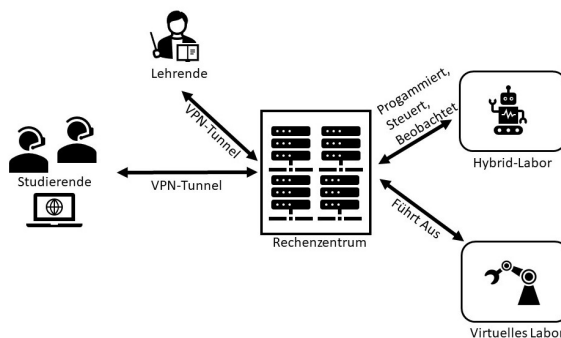 Lehrende
VPN-Tunnel
Studierende
VPN-Tunnel
Rechenzentrum
Progammiert,
Steuert,
Beobachtet
Hybrid-Labor
Führt Aus
Virtuelles Labor